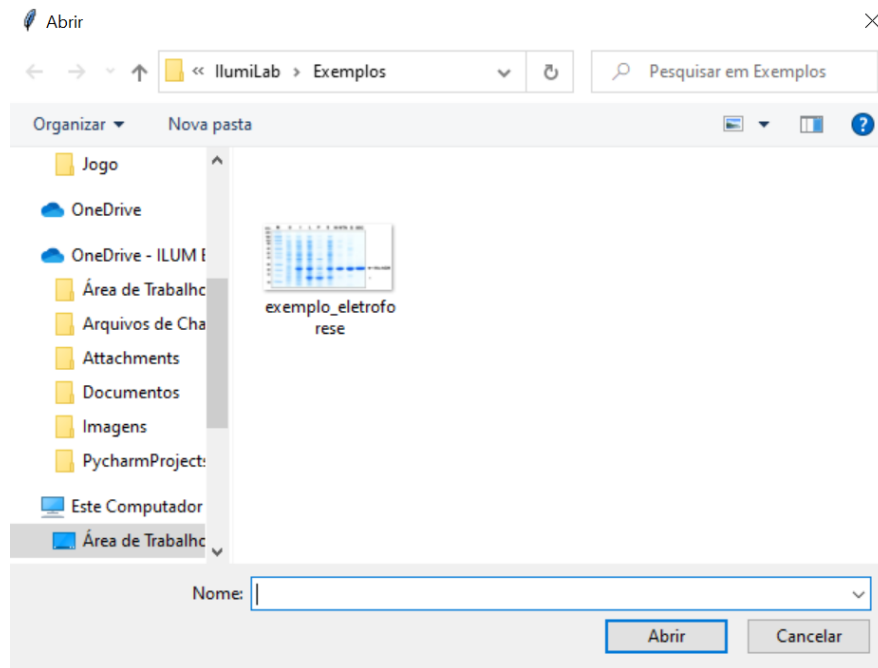 Abrir
« IlumiLab › Exemplos
Pesquisar em Exemplos
Organizar
Nova pasta
?
Jogo
OneDrive
OneDrive - ILUM E
Área de Trabalho
Arquivos de Cha
Attachments
Documentos
Imagens
PycharmProjects
Este Computador
Área de Trabalho
exemplo_eletrofo
rese
Nome:
Abrir
Cancelar